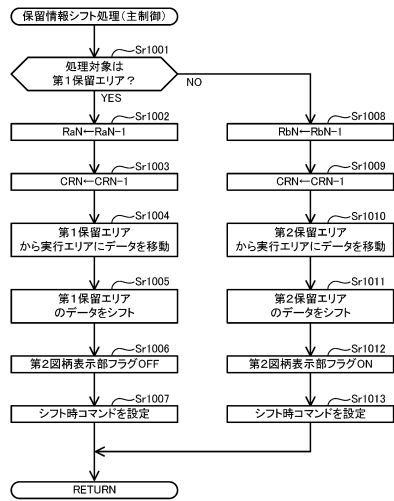 保留情報シフト処理(主制御)
Sr1001
処理対象は
第1保留エリア?
YES
NO
Sr1002
RaN←RaN-1
Sr1003
CRN←CRN-1
Sr1004
第1保留エリア
から実行エリアにデータを移動
Sr1005
第1保留エリア
のデータをシフト
Sr1006
第2図柄表示部フラグOFF
Sr1007
シフト時コマンドを設定
Sr1008
RbN←RbN-1
Sr1009
CRN←CRN-1
Sr1010
第2保留エリア
から実行エリアにデータを移動
Sr1011
第2保留エリア
のデータをシフト
Sr1012
第2図柄表示部フラグON
Sr1013
シフト時コマンドを設定
RETURN